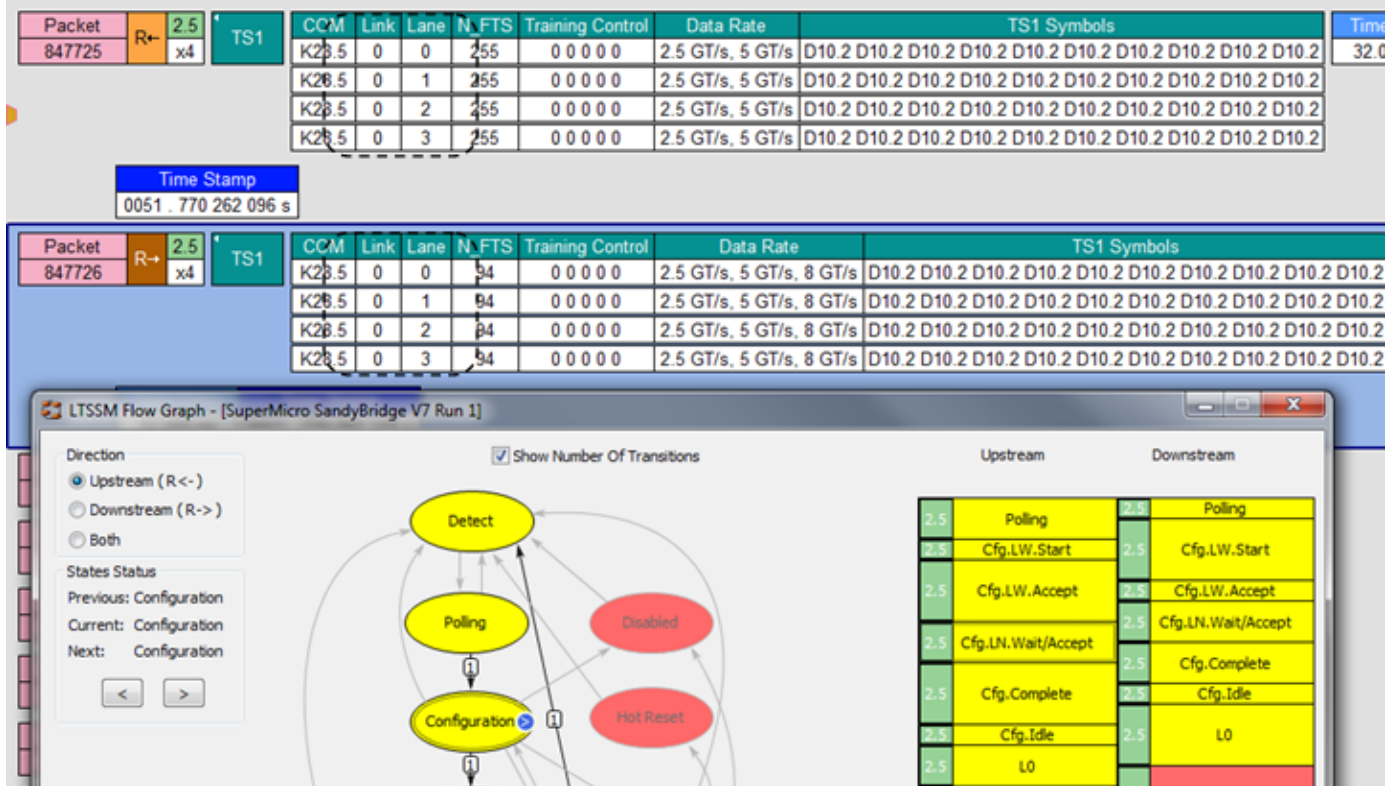 Packet R← 2.5 TS1 COM Link Lane N_FTS Training Control Data Rate TS1 Symbols Time
847725 x4 K28.5 0 0 255 0 0 0 0 0 2.5 GT/s, 5 GT/s D10.2 D10.2 D10.2 D10.2 D10.2 D10.2 D10.2 D10.2 D10.2 D10.2 32.0
K28.5 0 1 255 0 0 0 0 0 2.5 GT/s, 5 GT/s D10.2 D10.2 D10.2 D10.2 D10.2 D10.2 D10.2 D10.2 D10.2 D10.2
K28.5 0 2 255 0 0 0 0 0 2.5 GT/s, 5 GT/s D10.2 D10.2 D10.2 D10.2 D10.2 D10.2 D10.2 D10.2 D10.2 D10.2
K28.5 0 3 255 0 0 0 0 0 2.5 GT/s, 5 GT/s D10.2 D10.2 D10.2 D10.2 D10.2 D10.2 D10.2 D10.2 D10.2 D10.2
Time Stamp
0051 . 770 262 096 s
Packet R→ 2.5 TS1 COM Link Lane N_FTS Training Control Data Rate TS1 Symbols
847726 x4 K28.5 0 0 94 0 0 0 0 0 2.5 GT/s, 5 GT/s, 8 GT/s D10.2 D10.2 D10.2 D10.2 D10.2 D10.2 D10.2 D10.2 D10.2 D10.2
K28.5 0 1 94 0 0 0 0 0 2.5 GT/s, 5 GT/s, 8 GT/s D10.2 D10.2 D10.2 D10.2 D10.2 D10.2 D10.2 D10.2 D10.2 D10.2
K28.5 0 2 94 0 0 0 0 0 2.5 GT/s, 5 GT/s, 8 GT/s D10.2 D10.2 D10.2 D10.2 D10.2 D10.2 D10.2 D10.2 D10.2 D10.2
K28.5 0 3 94 0 0 0 0 0 2.5 GT/s, 5 GT/s, 8 GT/s D10.2 D10.2 D10.2 D10.2 D10.2 D10.2 D10.2 D10.2 D10.2 D10.2
LTSSM Flow Graph - [SuperMicro SandyBridge V7 Run 1]
Direction
Upstream (R<-)
Downstream (R->)
Both
States Status
Previous: Configuration
Current: Configuration
Next: Configuration
< >
Show Number Of Transitions
Detect
Polling
Disabled
1
Configuration > 1
Hot Reset
1
Upstream
2.5 Polling
2.5 Cfg.LW.Start
2.5 Cfg.LW.Accept
2.5 Cfg.LN.Wait/Accept
2.5 Cfg.Complete
2.5 Cfg.Idle
2.5 L0
Downstream
2.5 Polling
2.5 Cfg.LW.Start
2.5 Cfg.LW.Accept
2.5 Cfg.LN.Wait/Accept
2.5 Cfg.Complete
2.5 Cfg.Idle
2.5 L0